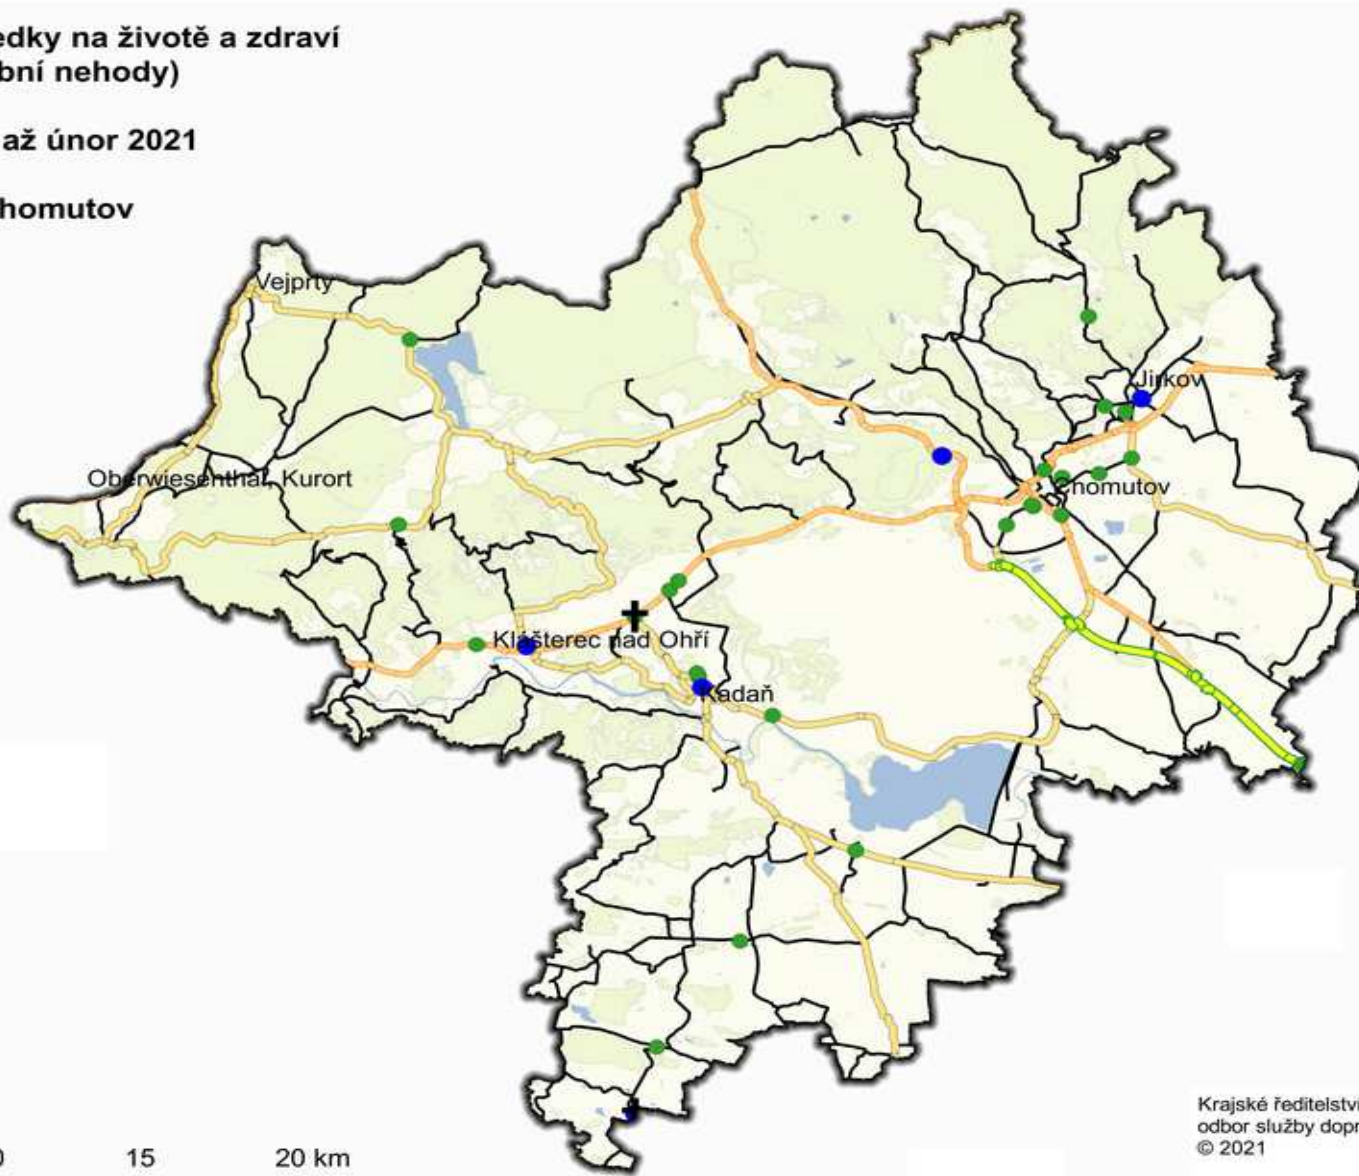 edky na životě a zdraví
bní nehody)
až únor 2021
homutov
Vejprty
Jirkov
Oberwiesenthal, Kurort
Chomutov
Klášterec nad Ohří
Kadaň
0 15 20 km
Krajské ředitelství
odbor služby dopr
© 2021